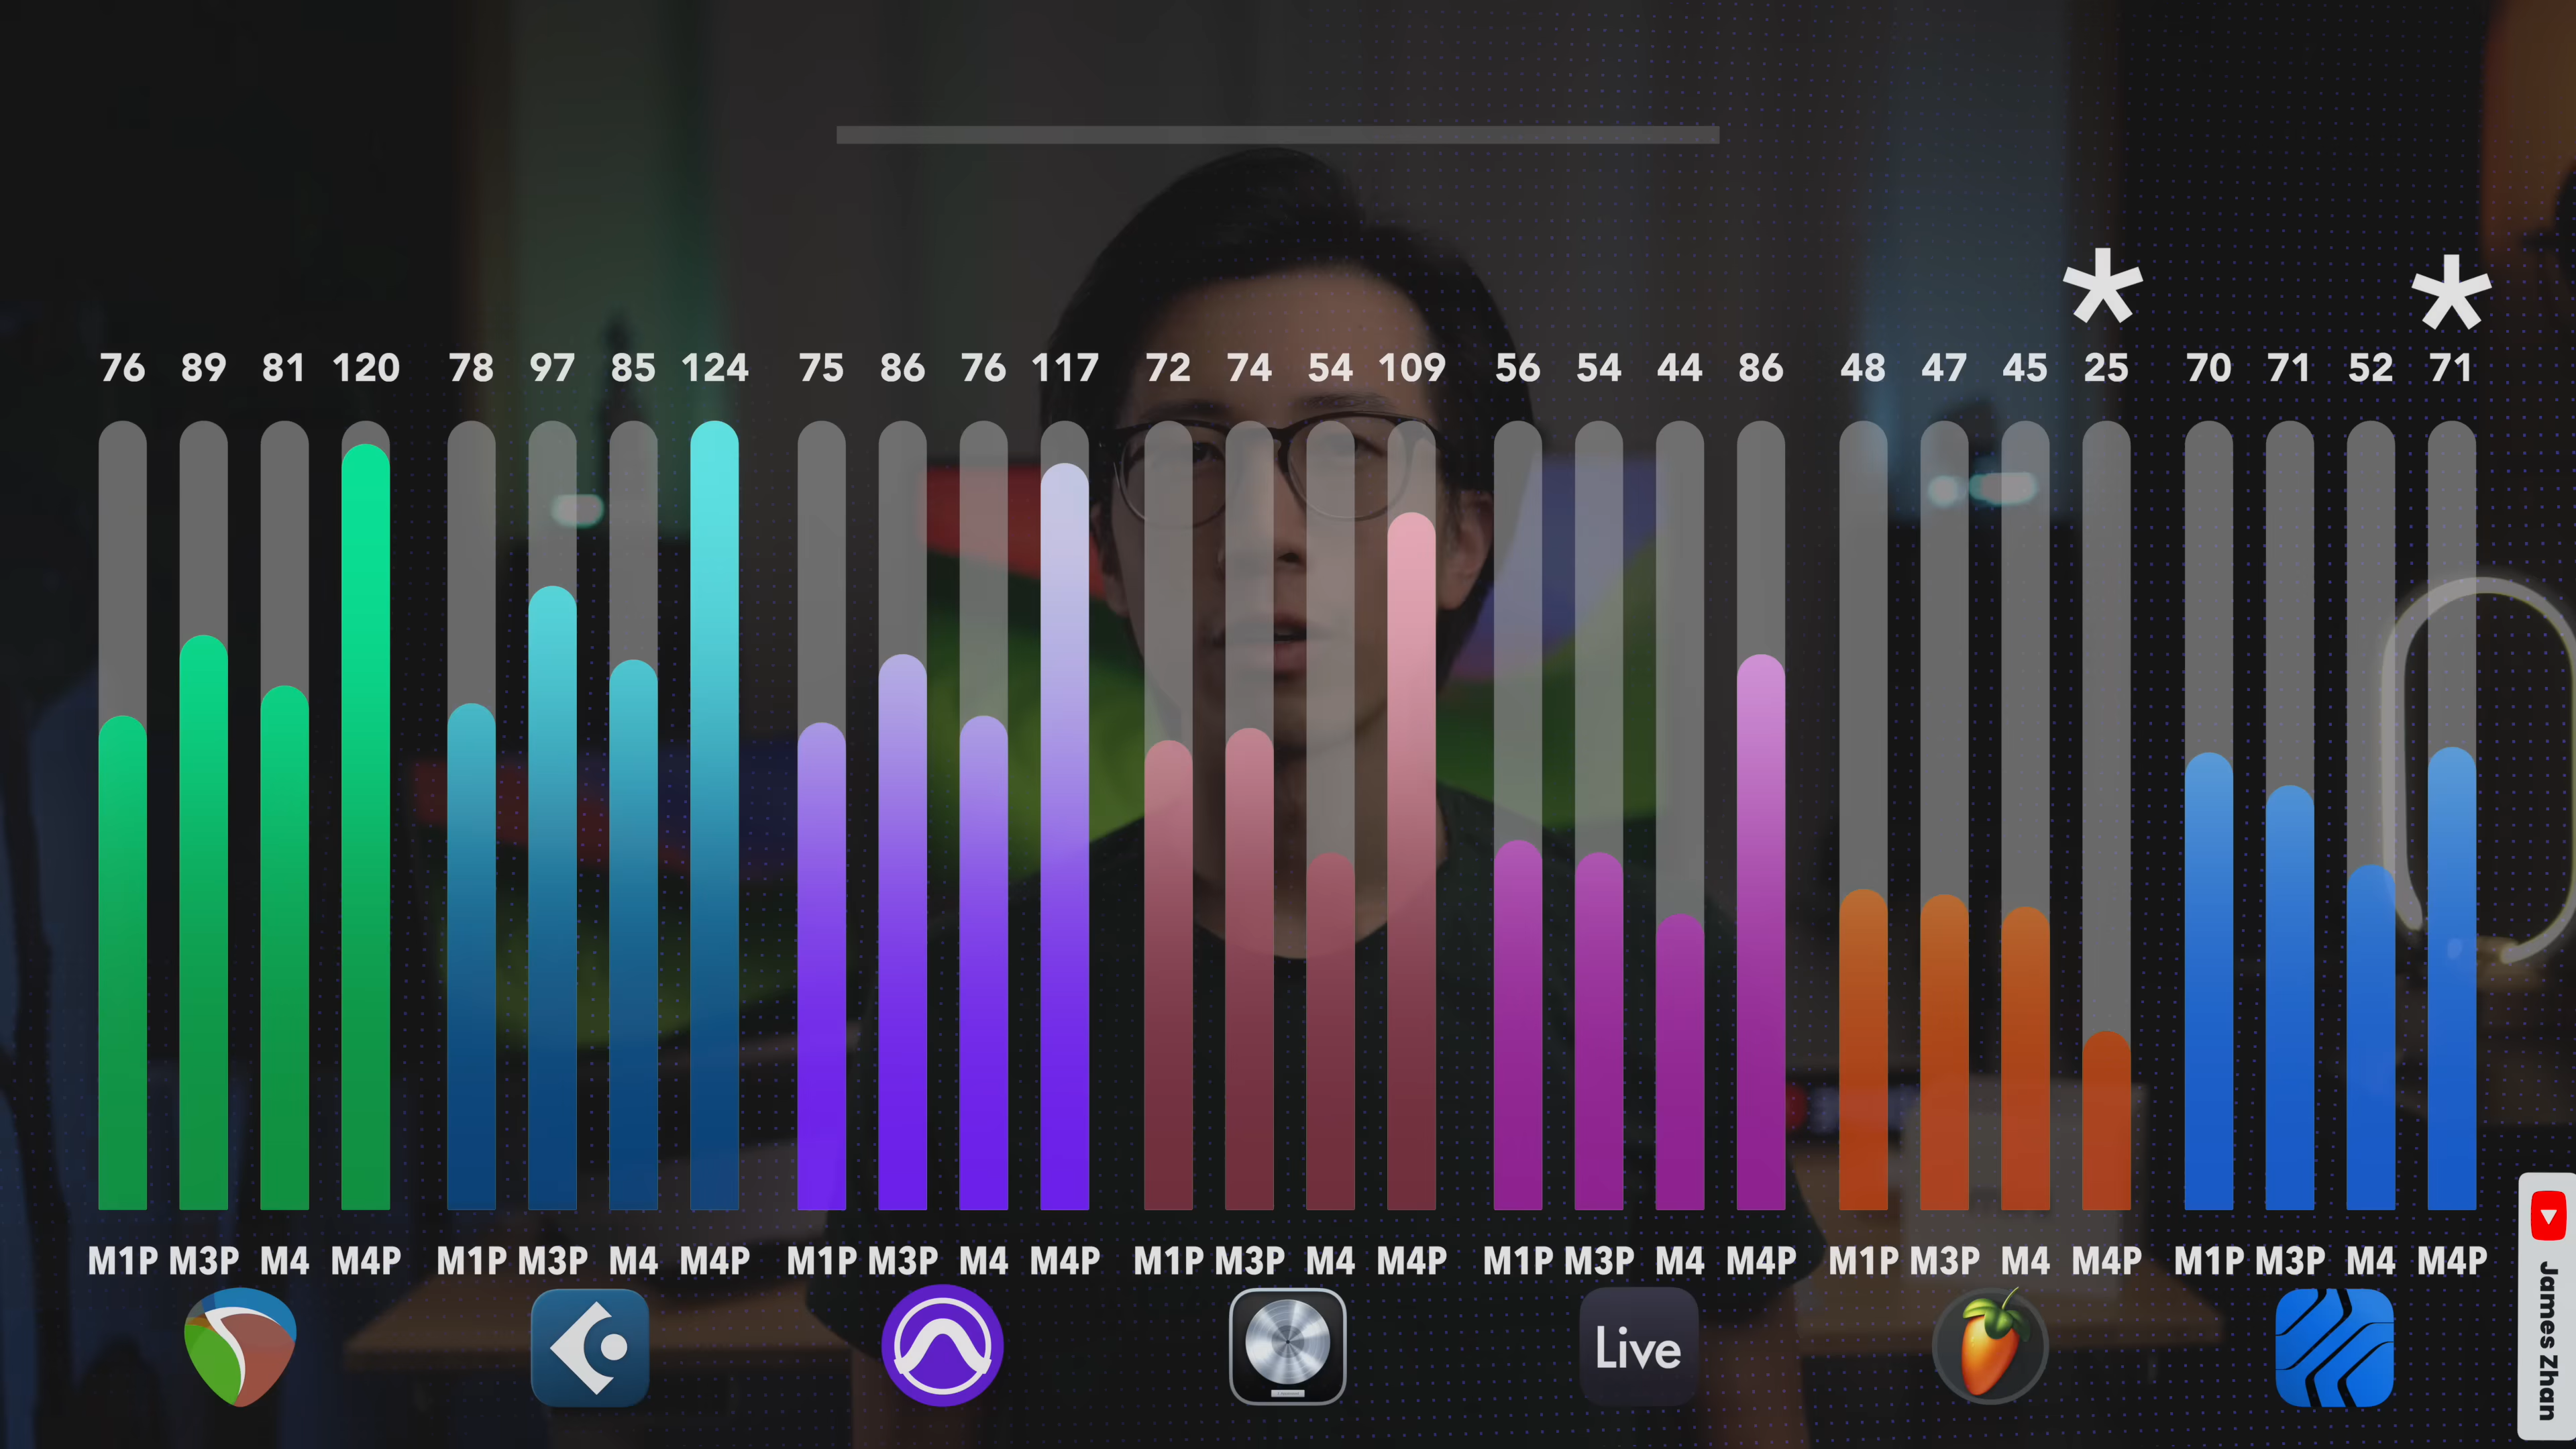 *
*
76 89 81 120 78 97 85 124 75 86 76 117 72 74 54 109 56 54 44 86 48 47 45 25 70 71 52 71
M1P M3P M4 M4P M1P M3P M4 M4P M1P M3P M4 M4P M1P M3P M4 M4P M1P M3P M4 M4P M1P M3P M4 M4P M1P M3P M4 M4P
Live
James Zhan